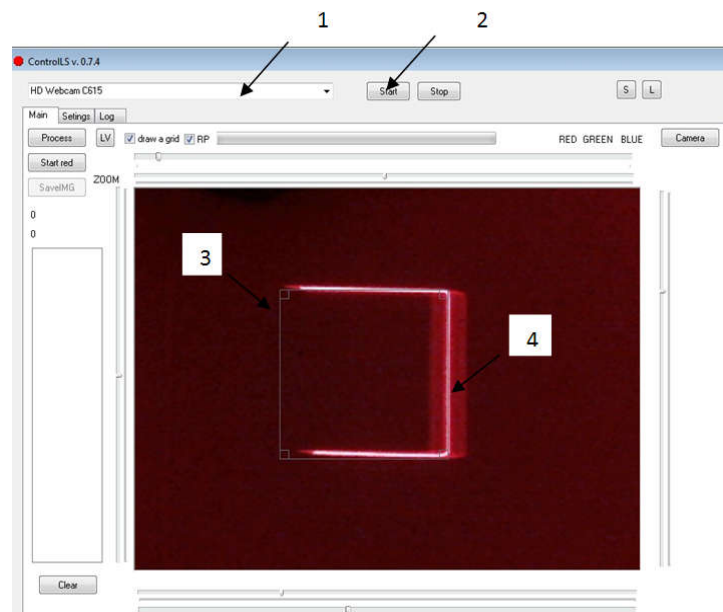 1 2
ControlLS v. 0.7.4
HD Webcam C615 Start Stop S L
Main Setings Log
Process LV draw a grid RP RED GREEN BLUE Camera
Start red
SaveIMG ZOOM
0
0
3
4
Clear